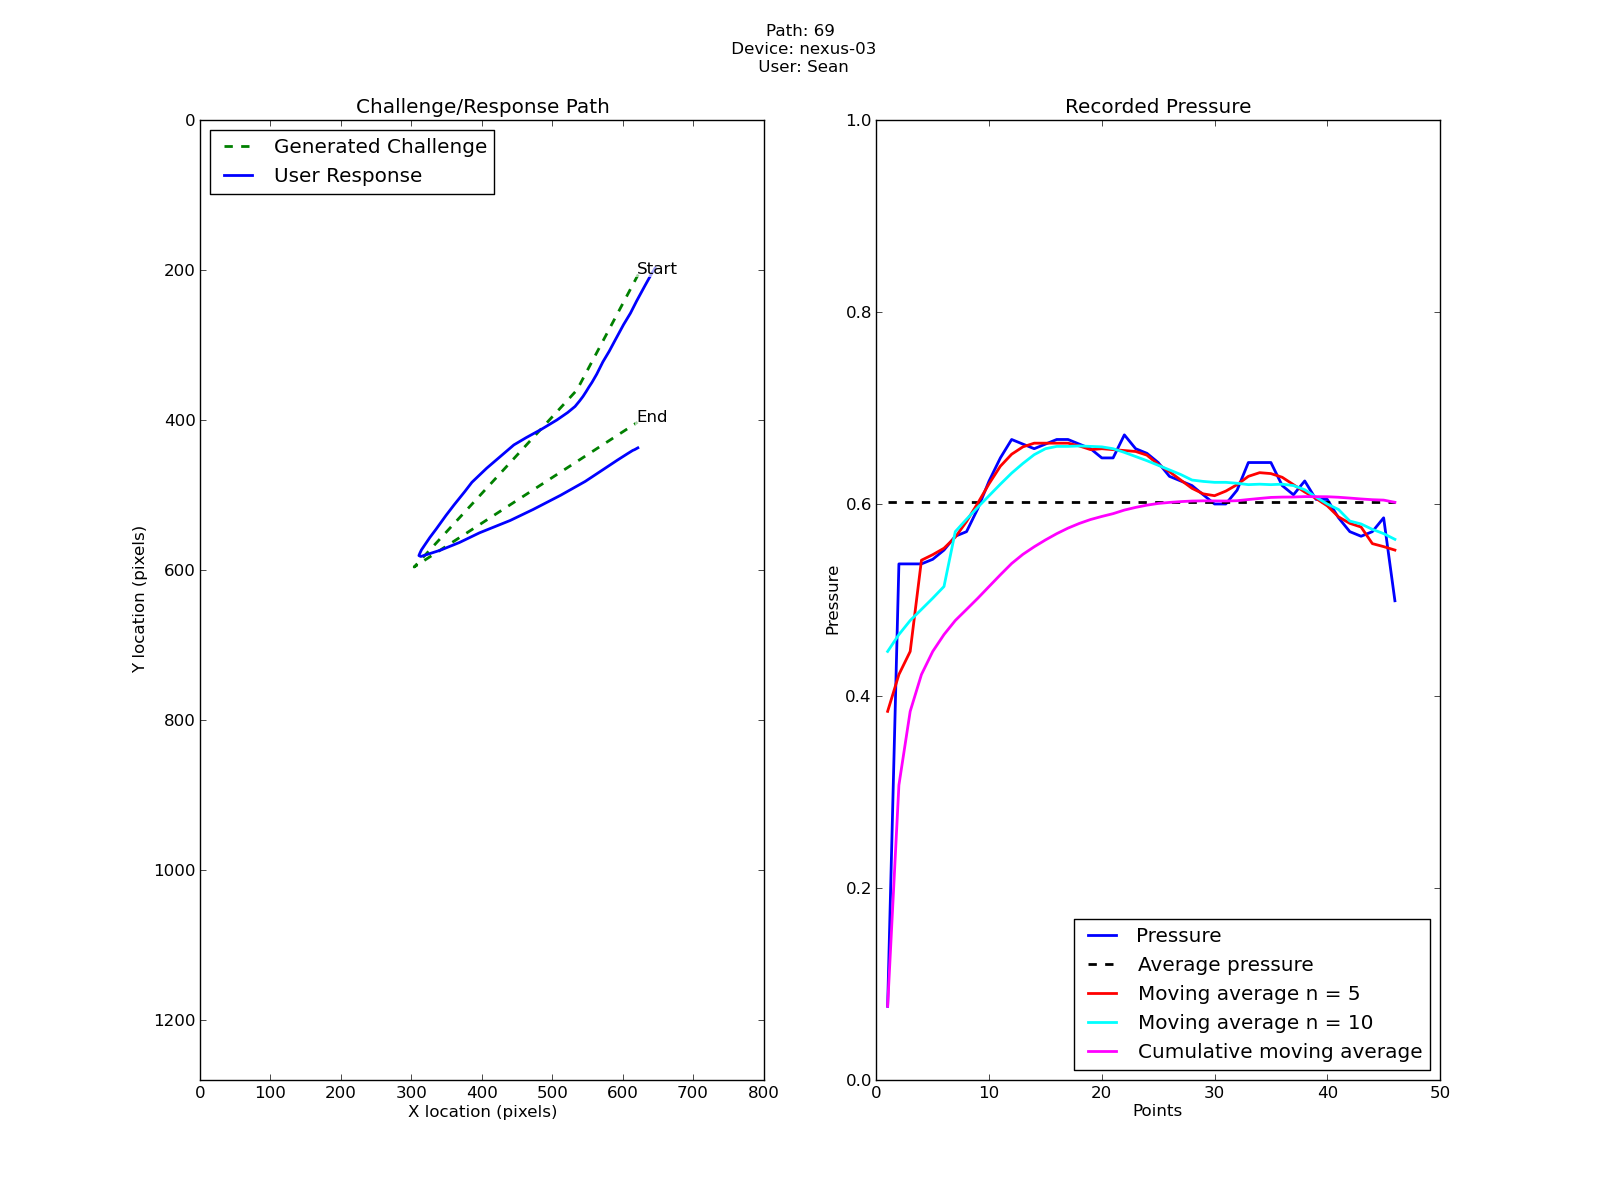 Path: 69
Device: nexus-03
User: Sean
Challenge/Response Path
Generated Challenge
User Response
Start
End
0
200
400
600
800
1000
1200
Y location (pixels)
0 100 200 300 400 500 600 700 800
X location (pixels)
Recorded Pressure
1.0
0.8
0.6
0.4
0.2
0.0
Pressure
Pressure
Average pressure
Moving average n = 5
Moving average n = 10
Cumulative moving average
0 10 20 30 40 50
Points